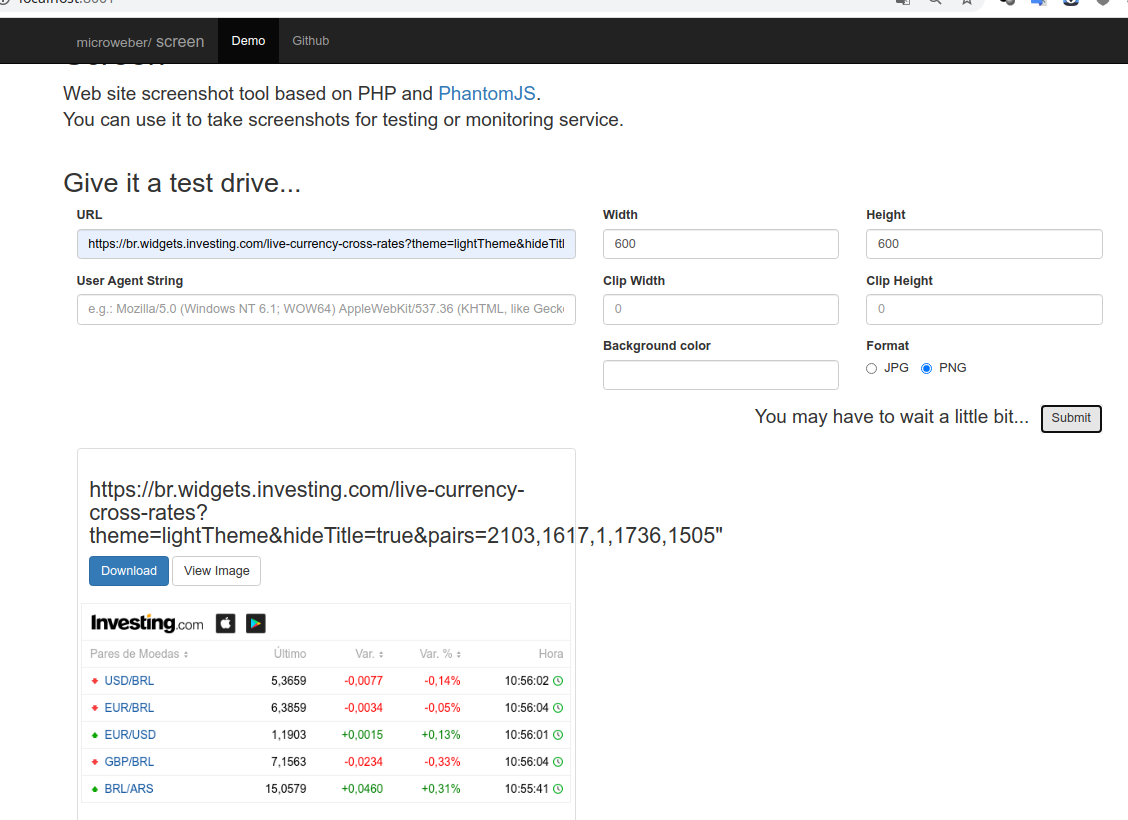 microweber/ screen Demo Github
Web site screenshot tool based on PHP and PhantomJS.
You can use it to take screenshots for testing or monitoring service.
Give it a test drive...
URL Width Height
https://br.widgets.investing.com/live-currency-cross-rates?theme=lightTheme&hideTitl 600 600
User Agent String Clip Width Clip Height
e.g.: Mozilla/5.0 (Windows NT 6.1; WOW64) AppleWebKit/537.36 (KHTML, like Gecko 0 0
Background color Format
JPG PNG
You may have to wait a little bit... Submit
https://br.widgets.investing.com/live-currency-
cross-rates?
theme=lightTheme&hideTitle=true&pairs=2103,1617,1,1736,1505"
Download View Image
Investing.com
Pares de Moedas Último Var. Var. % Hora
USD/BRL 5,3659 -0,0077 -0,14% 10:56:02
EUR/BRL 6,3859 -0,0034 -0,05% 10:56:04
EUR/USD 1,1903 +0,0015 +0,13% 10:56:01
GBP/BRL 7,1563 -0,0234 -0,33% 10:56:04
BRL/ARS 15,0579 +0,0460 +0,31% 10:55:41